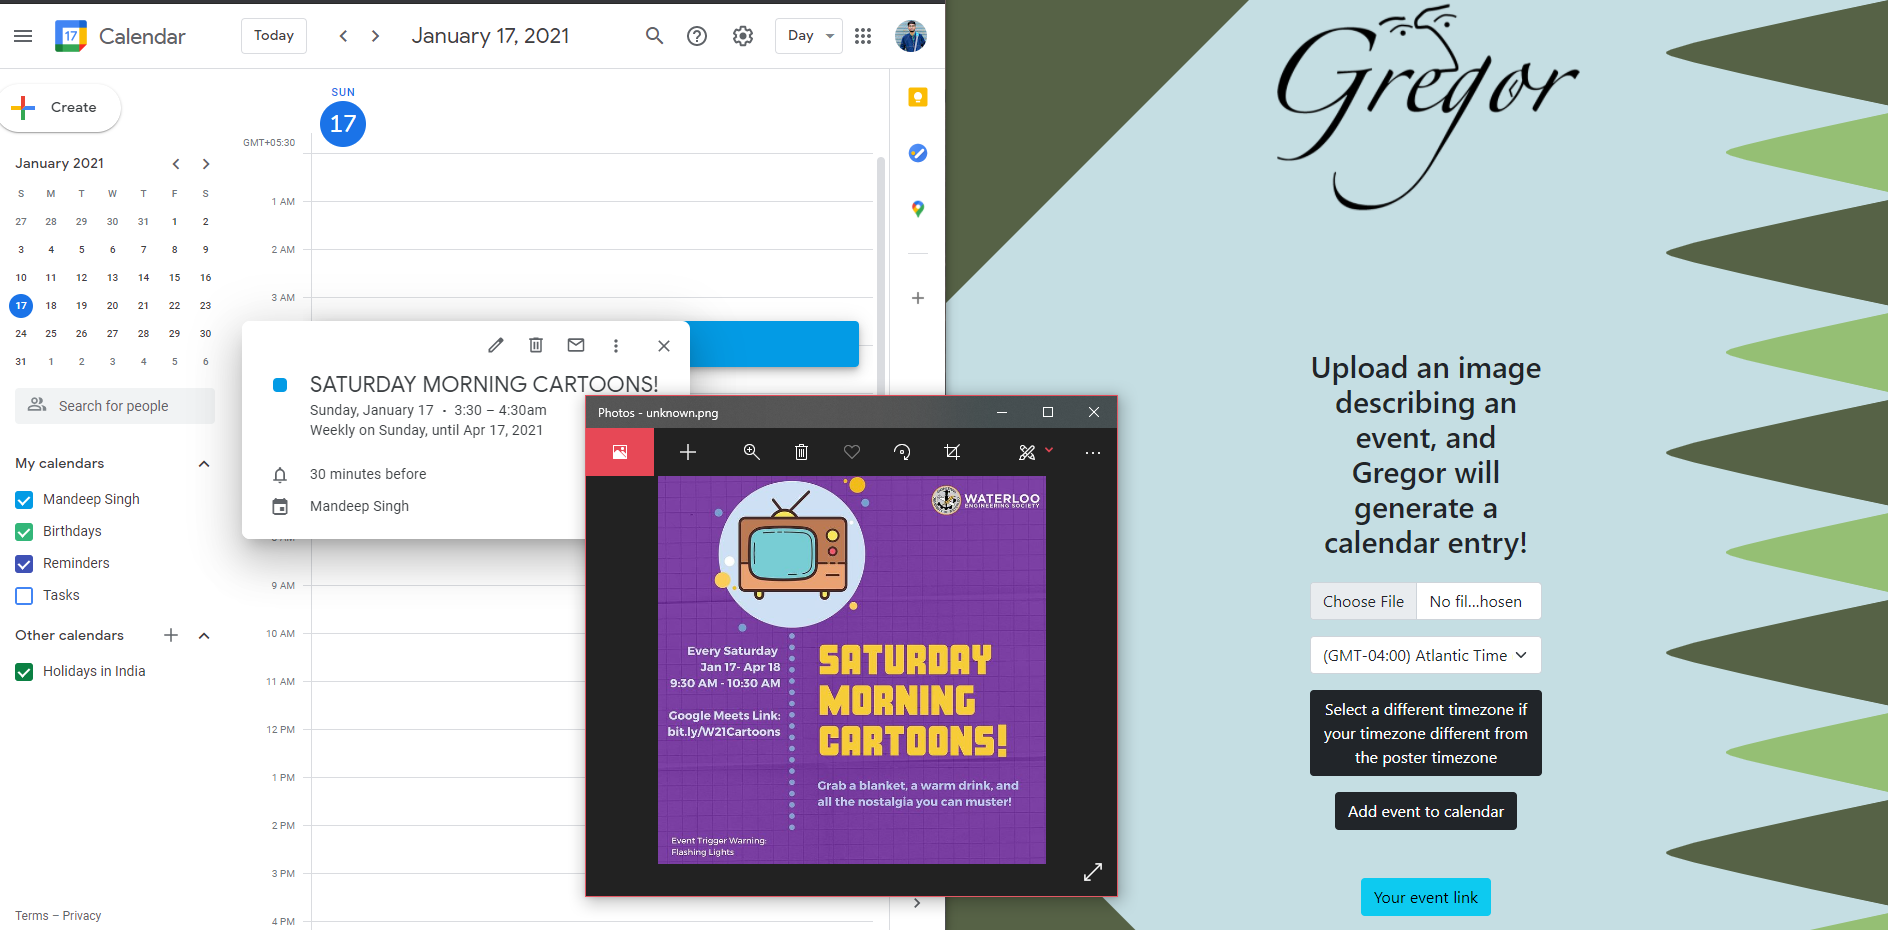 Calendar
Today
January 17, 2021
Day
17
Create
SUN
17
GMT+05:30
January 2021
S M T W T F S
27 28 29 30 31 1 2
3 4 5 6 7 8 9
10 11 12 13 14 15 16
17 18 19 20 21 22 23
24 25 26 27 28 29 30
31 1 2 3 4 5 6
Search for people
My calendars
Mandeep Singh
Birthdays
Reminders
Tasks
Other calendars
Holidays in India
Terms – Privacy
1 AM
2 AM
3 AM
9 AM
10 AM
11 AM
12 PM
1 PM
2 PM
3 PM
4 PM
SATURDAY MORNING CARTOONS!
Sunday, January 17 • 3:30 – 4:30am
Weekly on Sunday, until Apr 17, 2021
30 minutes before
Mandeep Singh
Photos - unknown.png
WATERLOO
ENGINEERING SOCIETY
Every Saturday
Jan 17- Apr 18
9:30 AM - 10:30 AM
Google Meets Link:
bit.ly/W21Cartoons
SATURDAY
MORNING
CARTOONS!
Grab a blanket, a warm drink, and
all the nostalgia you can muster!
Event Trigger Warning:
Flashing Lights
Gregor
Upload an image
describing an
event, and
Gregor will
generate a
calendar entry!
Choose File No fil...hosen
(GMT-04:00) Atlantic Time
Select a different timezone if
your timezone different from
the poster timezone
Add event to calendar
Your event link